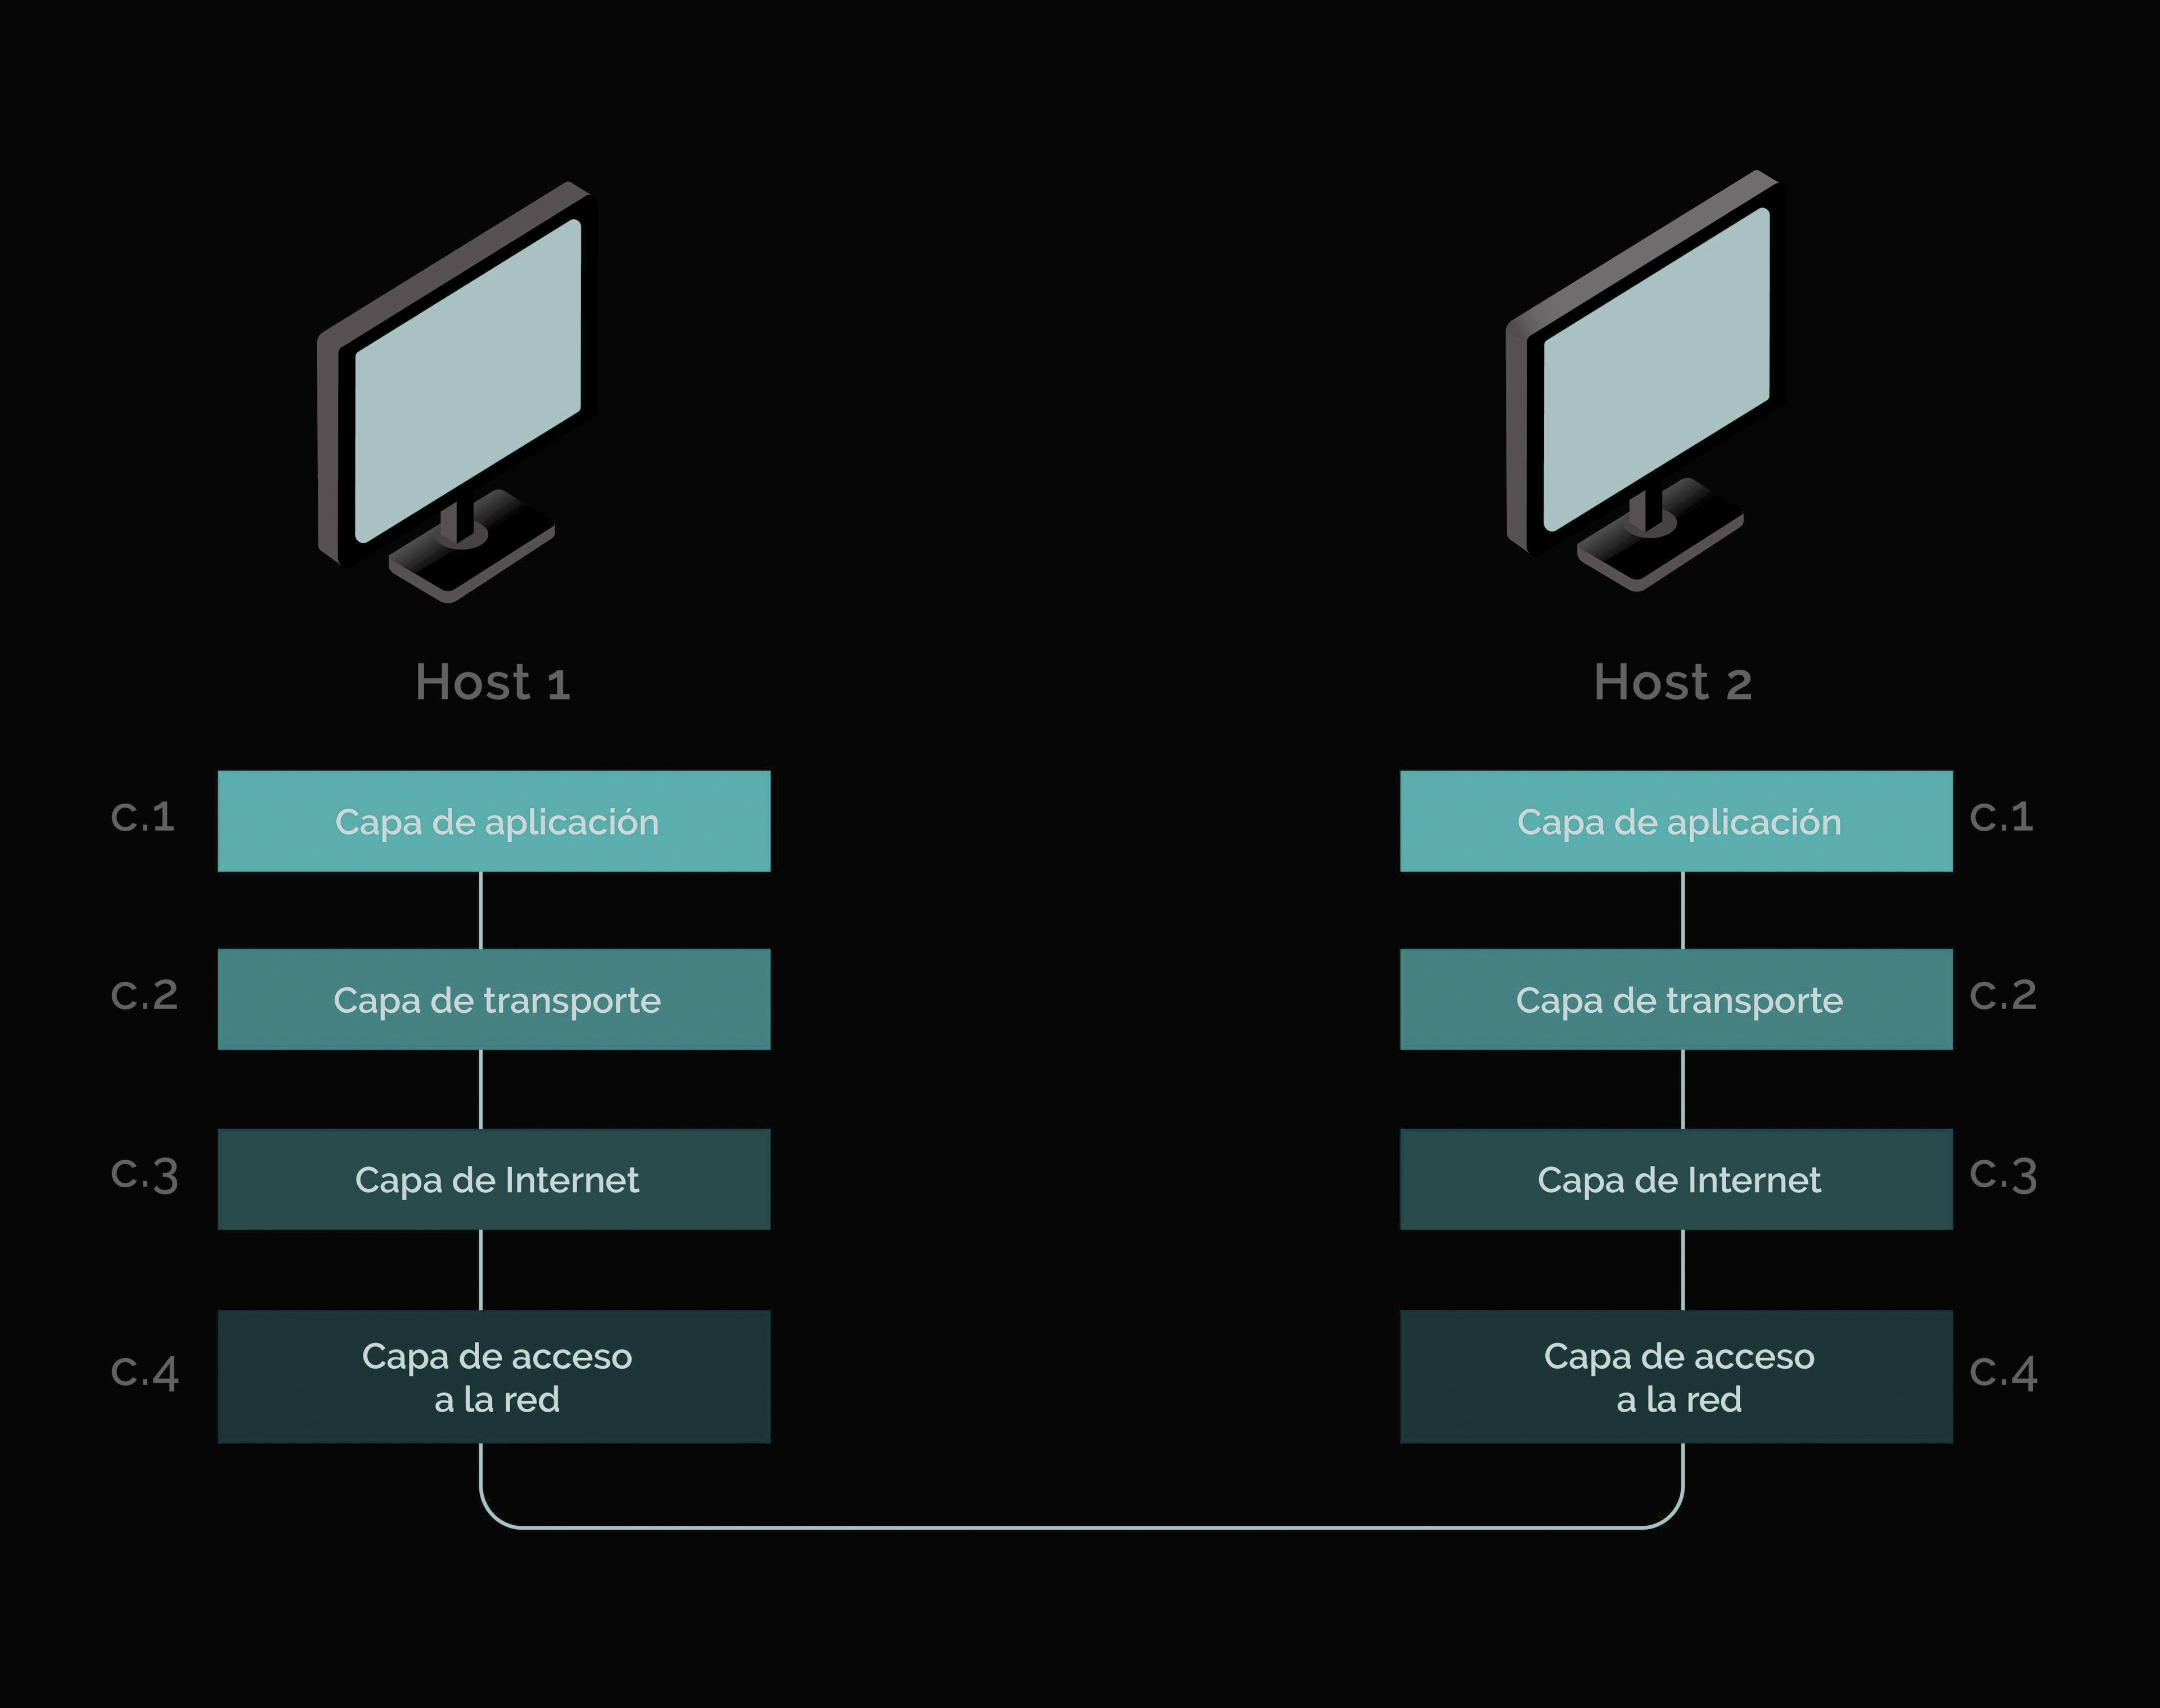 Host 1
Host 2
c.1
Capa de aplicación
Capa de aplicación
c.1
c.2
Capa de transporte
Capa de transporte
c.2
c.3
Capa de Internet
Capa de Internet
c.3
c.4
Capa de acceso
a la red
Capa de acceso
a la red
c.4